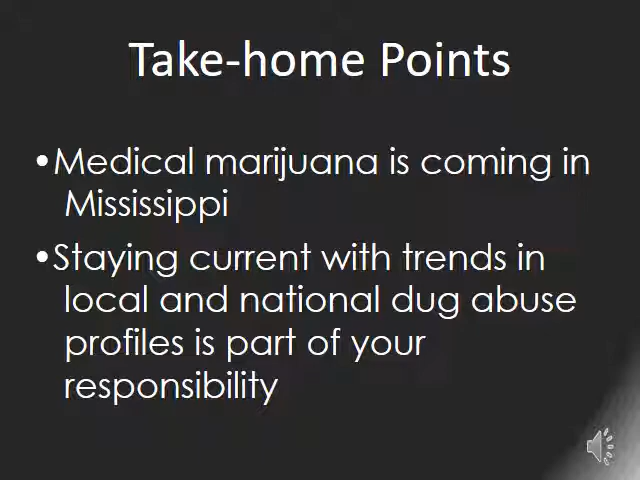 Take-home Points
•Medical marijuana is coming in
Mississippi
•Staying current with trends in
local and national dug abuse
profiles is part of your
responsibility